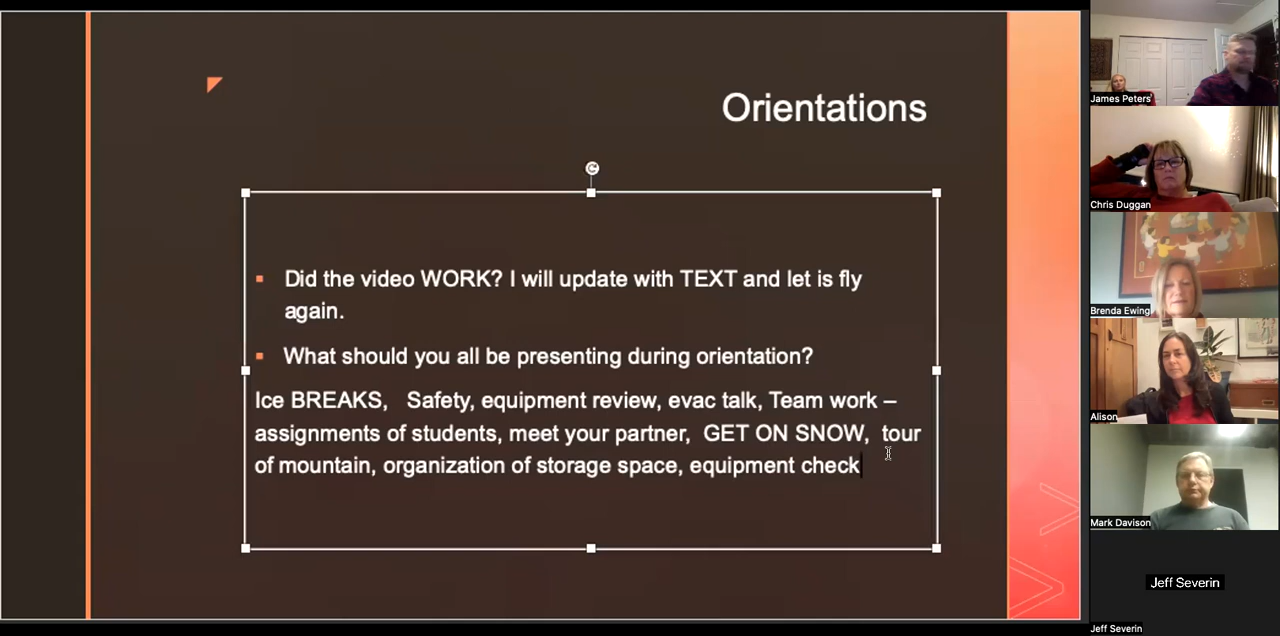 Orientations
Did the video WORK? I will update with TEXT and let is fly
again.
What should you all be presenting during orientation?
Ice BREAKS, Safety, equipment review, evac talk, Team work –
assignments of students, meet your partner, GET ON SNOW, tour
of mountain, organization of storage space, equipment check
James Peters'
Chris Duggan
Brenda Ewing
Alison
Mark Davison
Jeff Severin
Jeff Severin